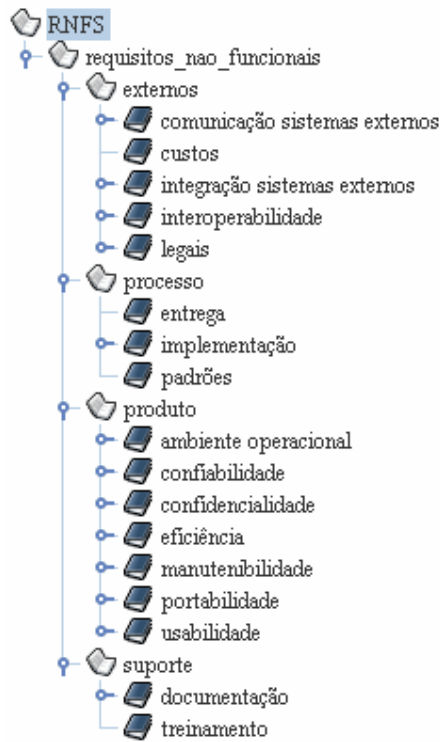 RNFS
requisitos_nao_funcionais
externos
comunicação sistemas externos
custos
integração sistemas externos
interoperabilidade
legais
processo
entrega
implementação
padrões
produto
ambiente operacional
confiabilidade
confidencialidade
eficiência
manutenibilidade
portabilidade
usabilidade
suporte
documentação
treinamento